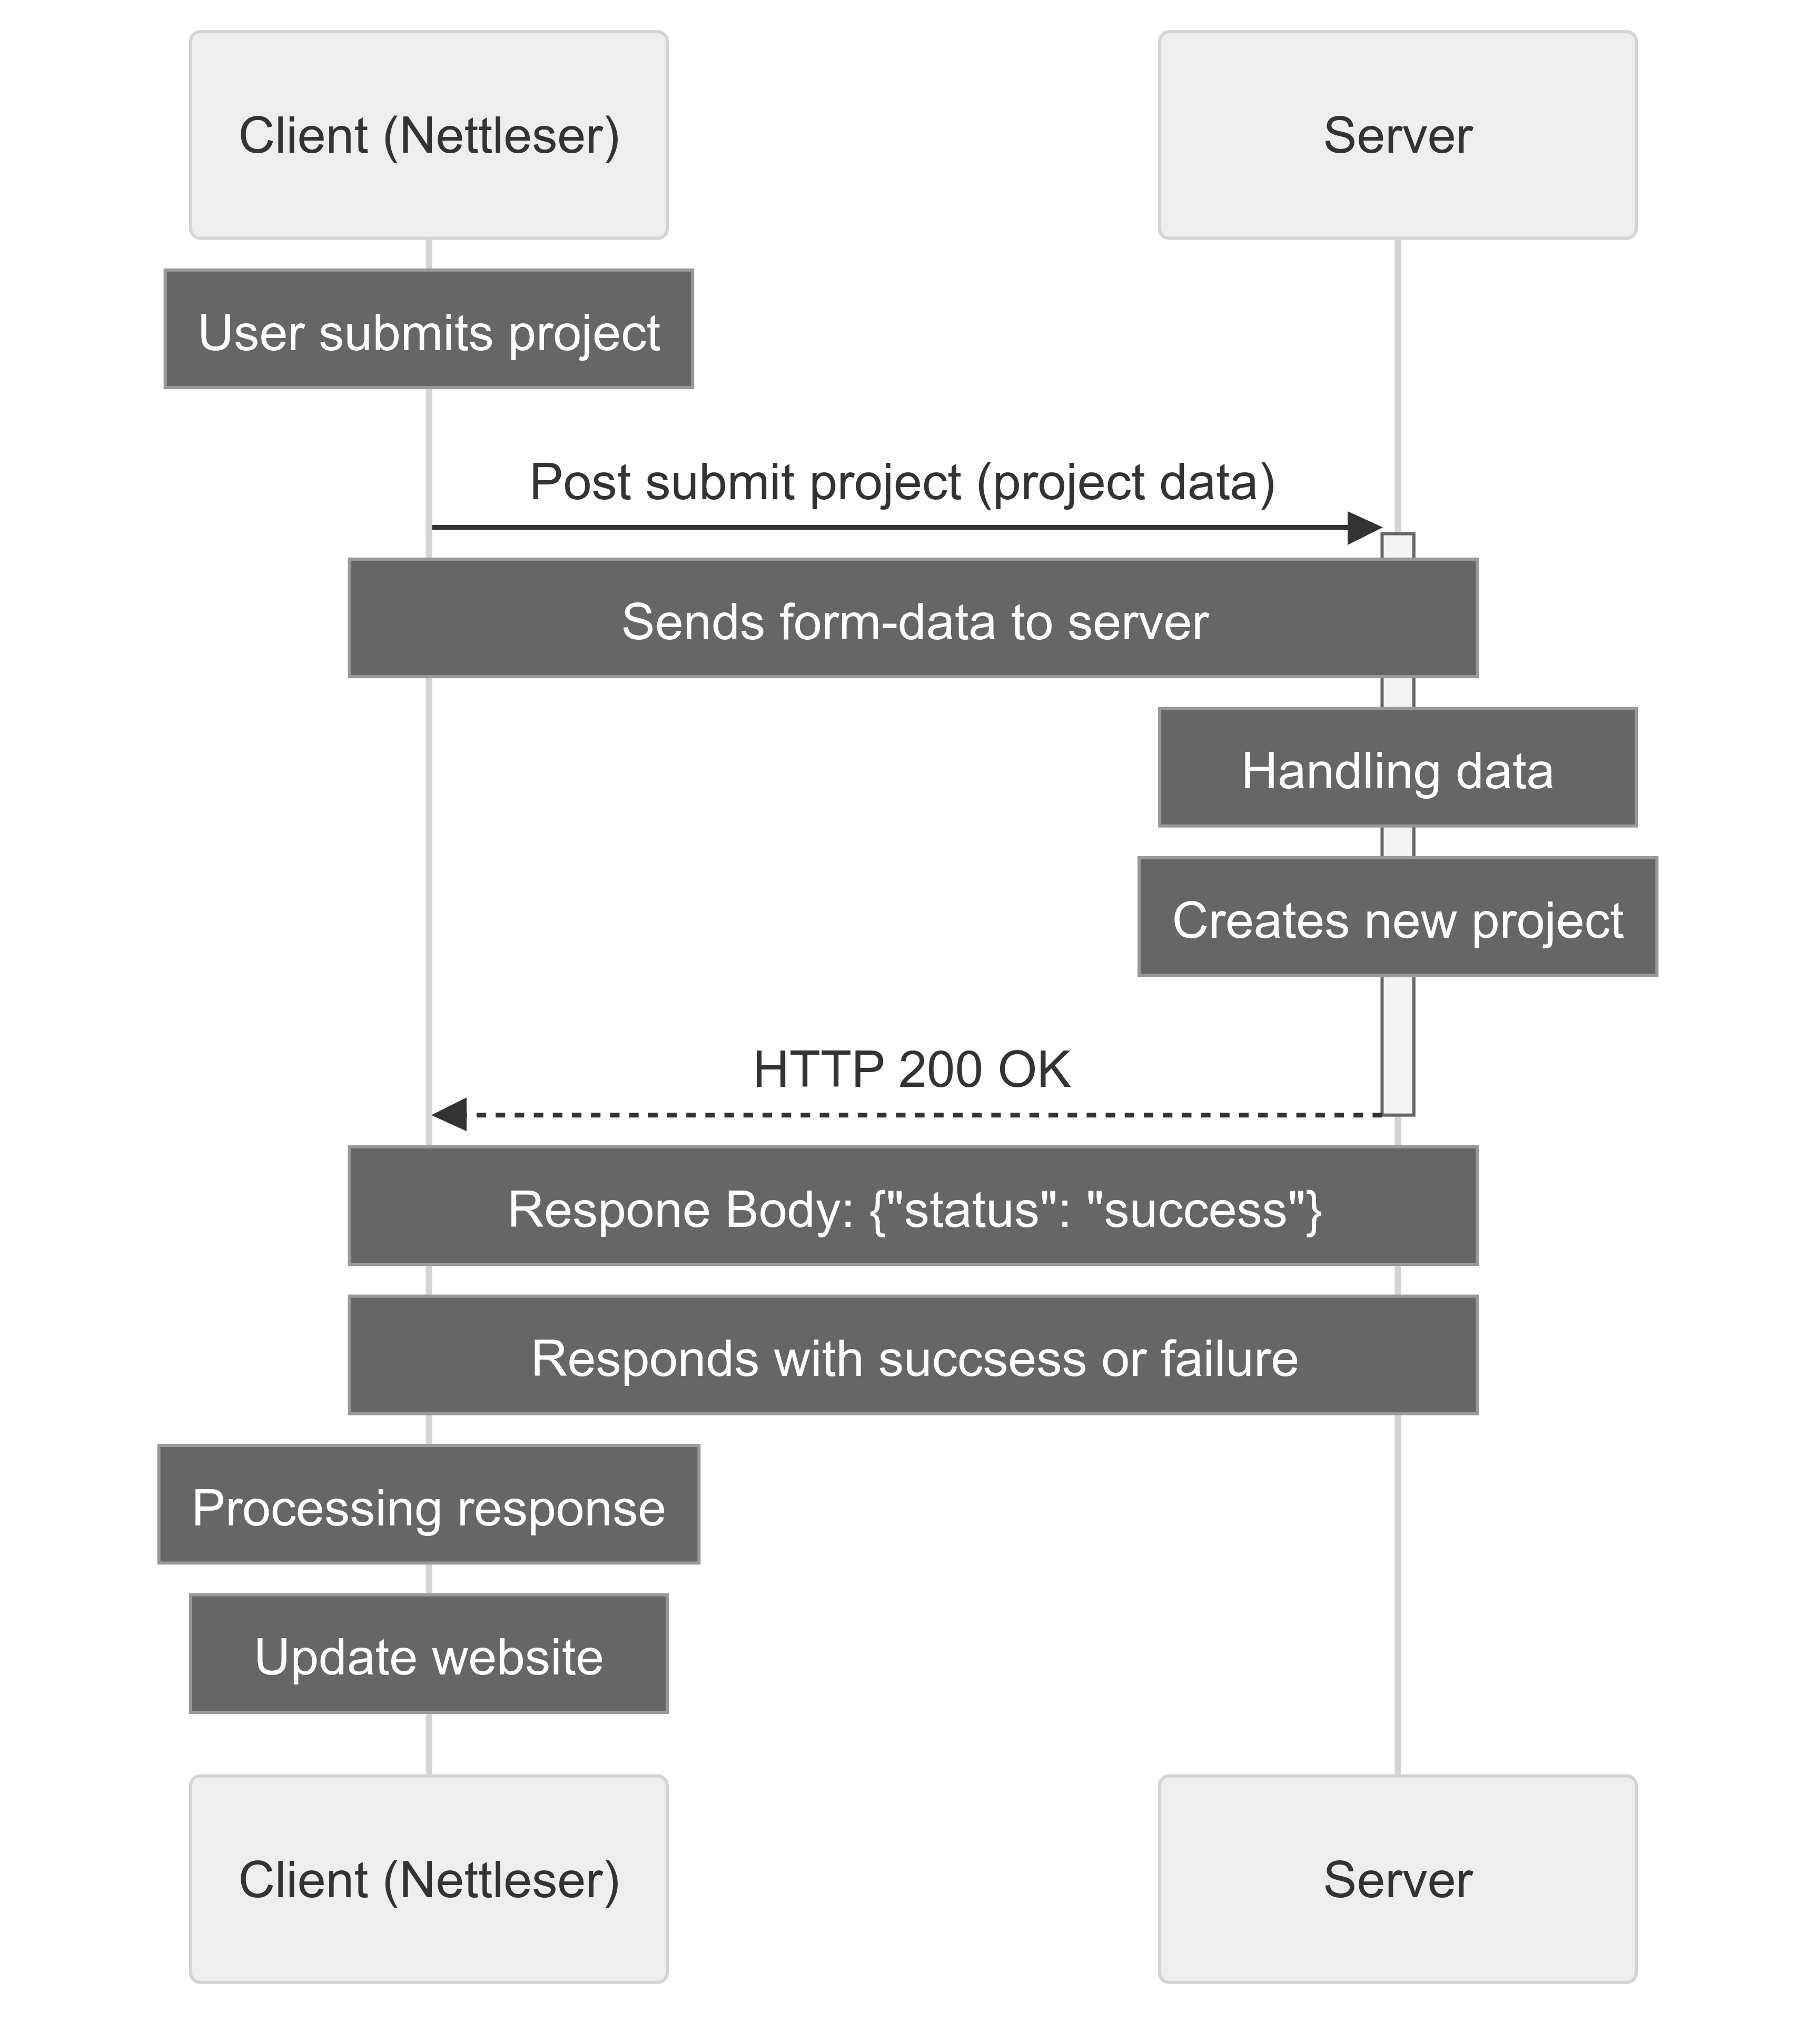 Client (Nettleser)
Server
User submits project
Post submit project (project data)
Sends form-data to server
Handling data
Creates new project
HTTP 200 OK
Respone Body: {"status": "success"}
Responds with succsess or failure
Processing response
Update website
Client (Nettleser)
Server